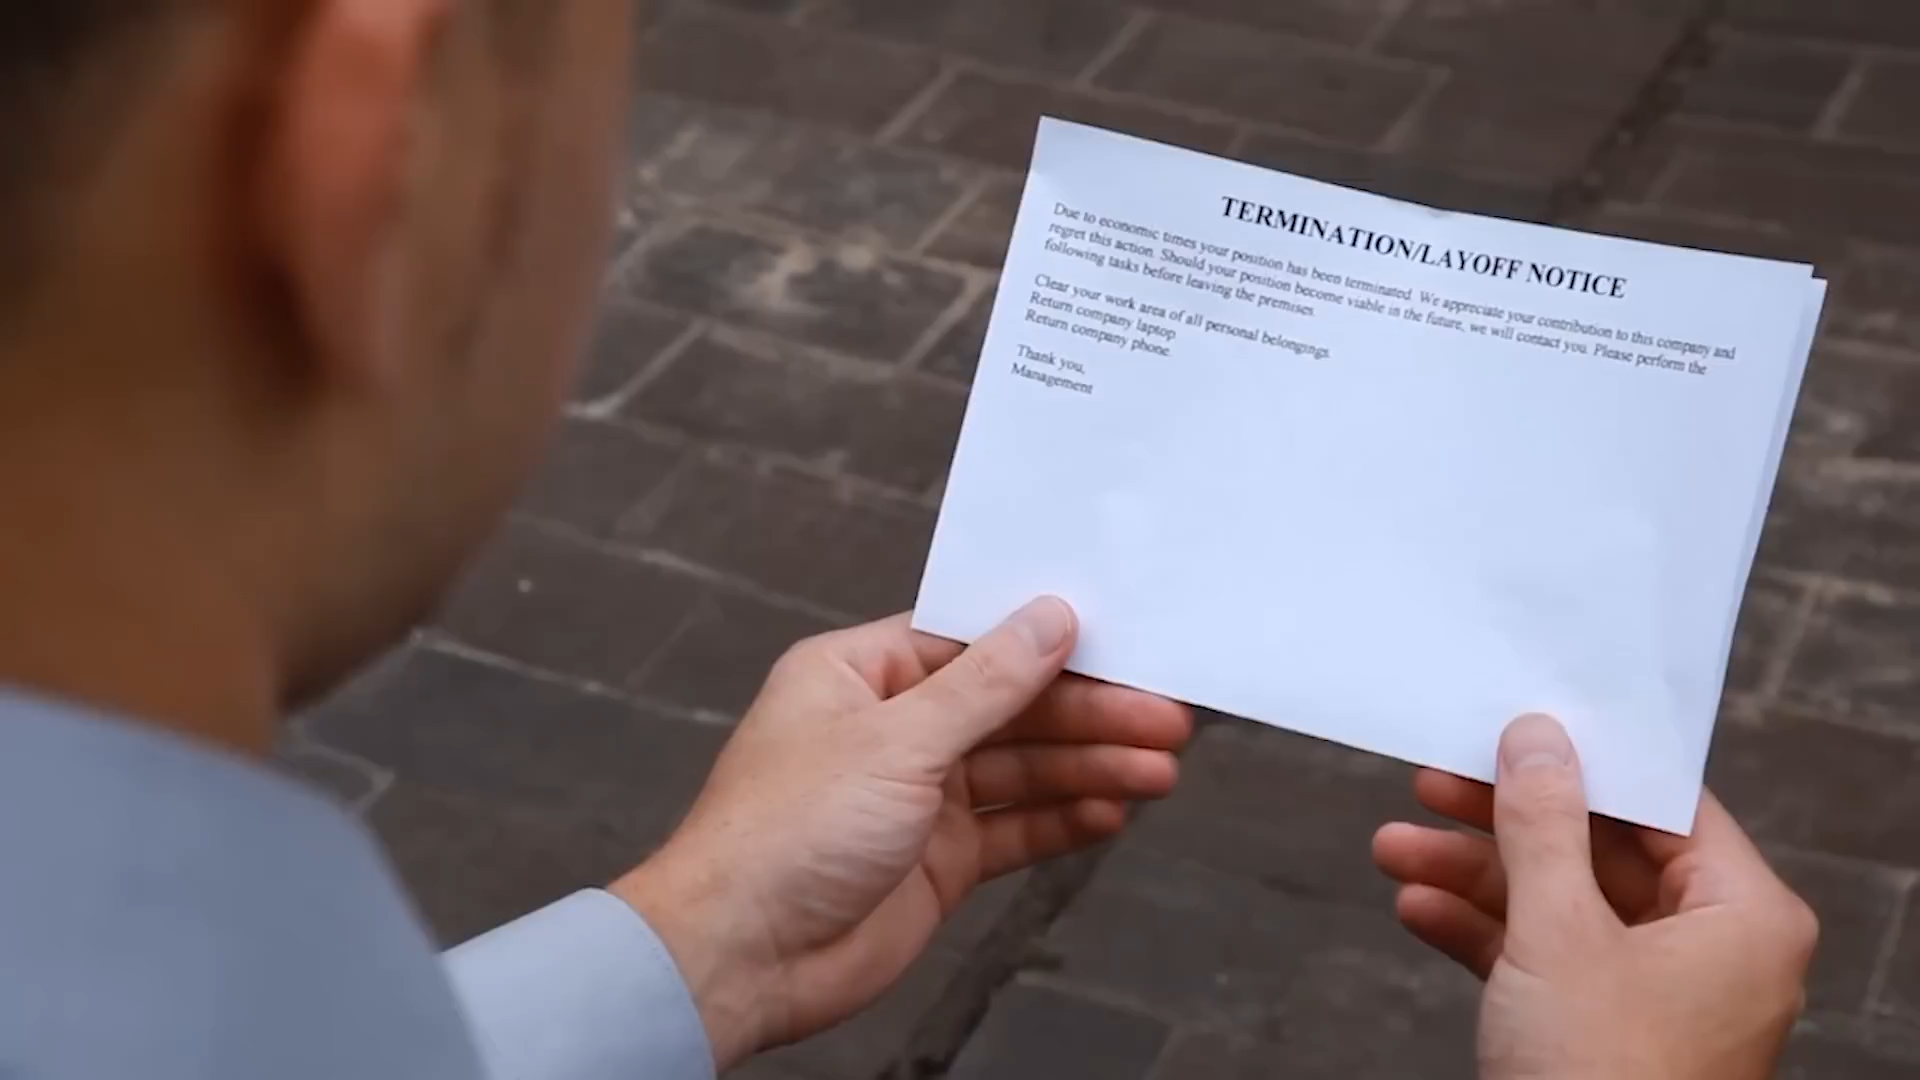 TERMINATION/LAYOFF NOTICE
Due to economic times your position has been terminated. We appreciate your contribution to this company and
regret this action. Should your position become viable in the future, we will contact you. Please perform the
following tasks before leaving the premises.
Clear your work area of all personal belongings.
Return company laptop
Return company phone.
Thank you,
Management